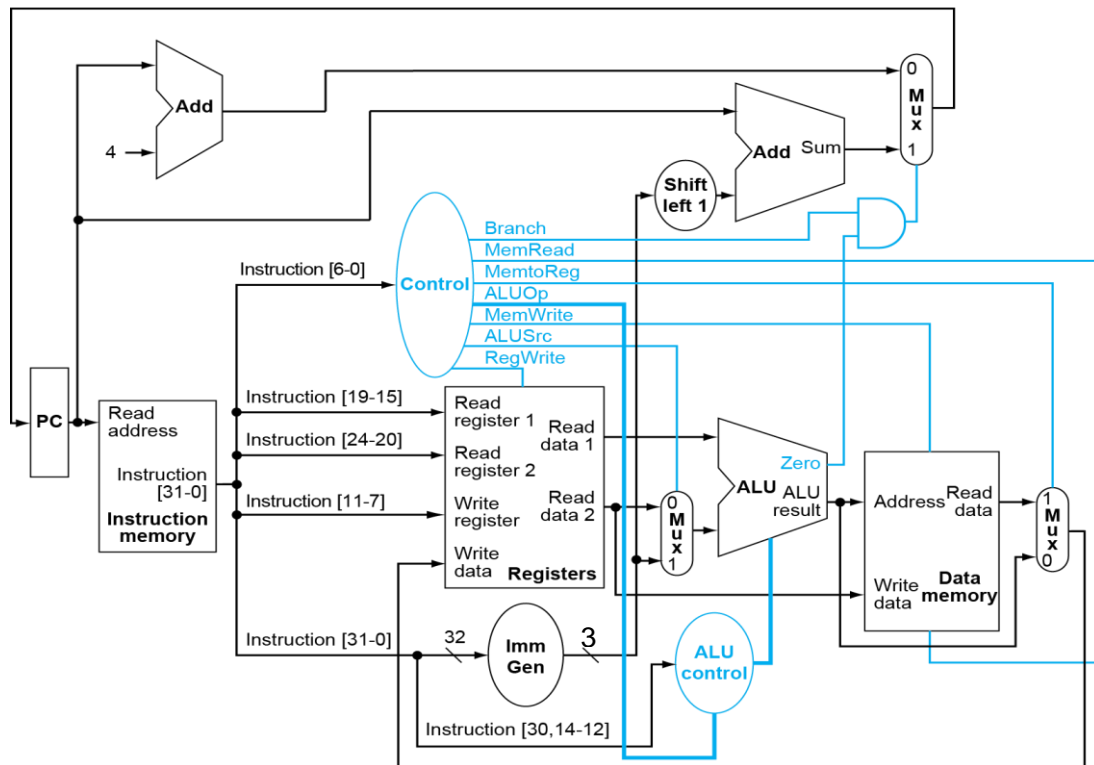 Add
4
0
M
u
x
1
Add Sum
Shift
left 1
Branch
MemRead
MemtoReg
ALUOp
MemWrite
ALUSrc
RegWrite
Control
Instruction [6-0]
PC
Read
address
Instruction
[31-0]
Instruction
memory
Instruction [19-15]
Instruction [24-20]
Instruction [11-7]
Read
register 1
Read
register 2
Write
register
Write
data
Read
data 1
Read
data 2
Registers
0
M
u
x
1
Zero
ALU
ALU
result
Address
Read
data
Write
data
Data
memory
1
M
u
x
0
Instruction [31-0]
32
Imm
Gen
3
ALU
control
Instruction [30,14-12]